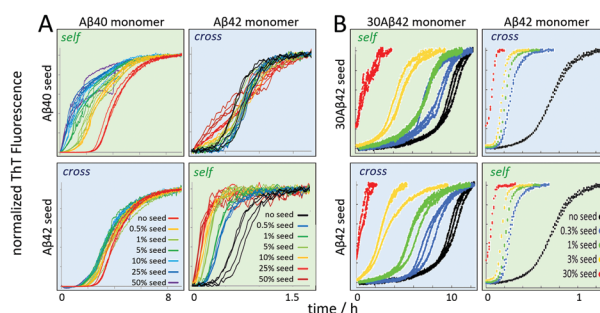 A
Aβ40 monomer
Aβ42 monomer
B
30Aβ42 monomer
Aβ42 monomer
normalized ThT Fluorescence
Aβ40 seed
self
cross
30Aβ42 seed
self
cross
Aβ42 seed
cross
no seed
0.5% seed
1% seed
5% seed
10% seed
25% seed
50% seed
self
no seed
0.5% seed
1% seed
5% seed
10% seed
25% seed
50% seed
Aβ42 seed
cross
self
no seed
0.3% seed
1% seed
3% seed
30% seed
0
8
0
1.5
0
10
0
1
time / h